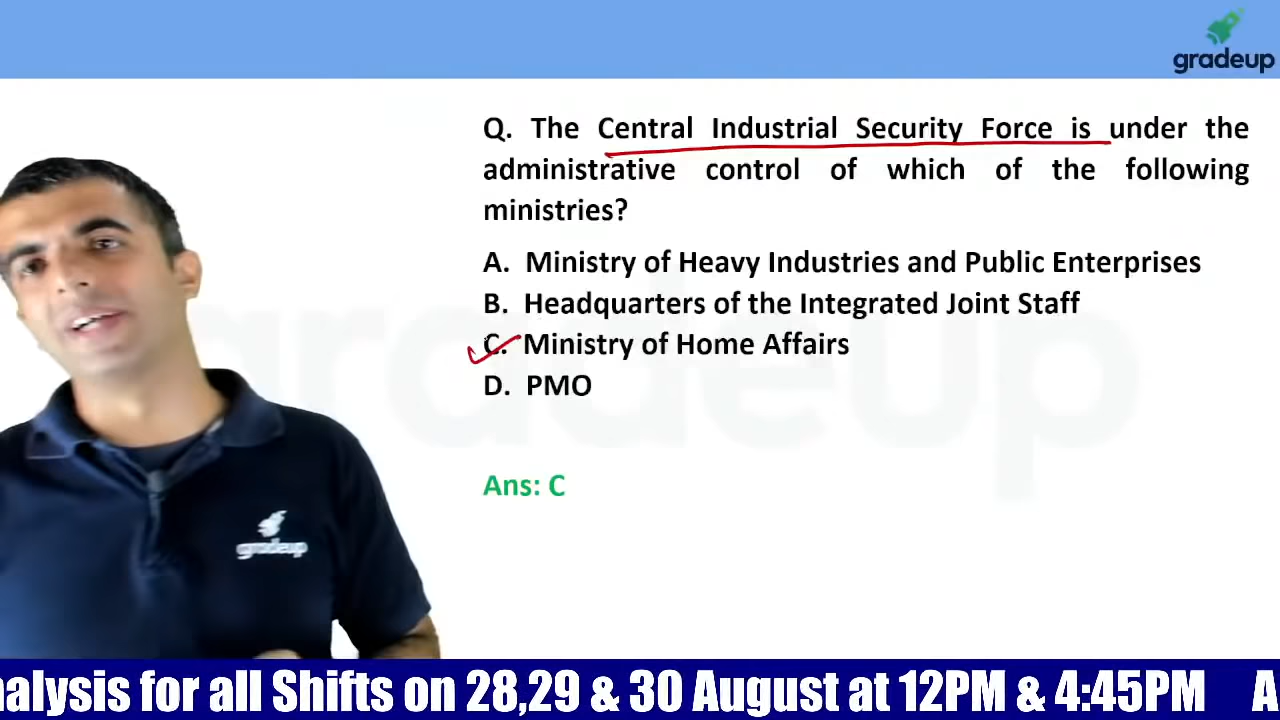 gradeup
Q. The Central Industrial Security Force is under the
administrative control of which of the following
ministries?
A. Ministry of Heavy Industries and Public Enterprises
B. Headquarters of the Integrated Joint Staff
C. Ministry of Home Affairs
D. PMO
Ans: C
gradeup
gradeup
nalysis for all Shifts on 28,29 & 30 August at 12PM & 4:45PM A